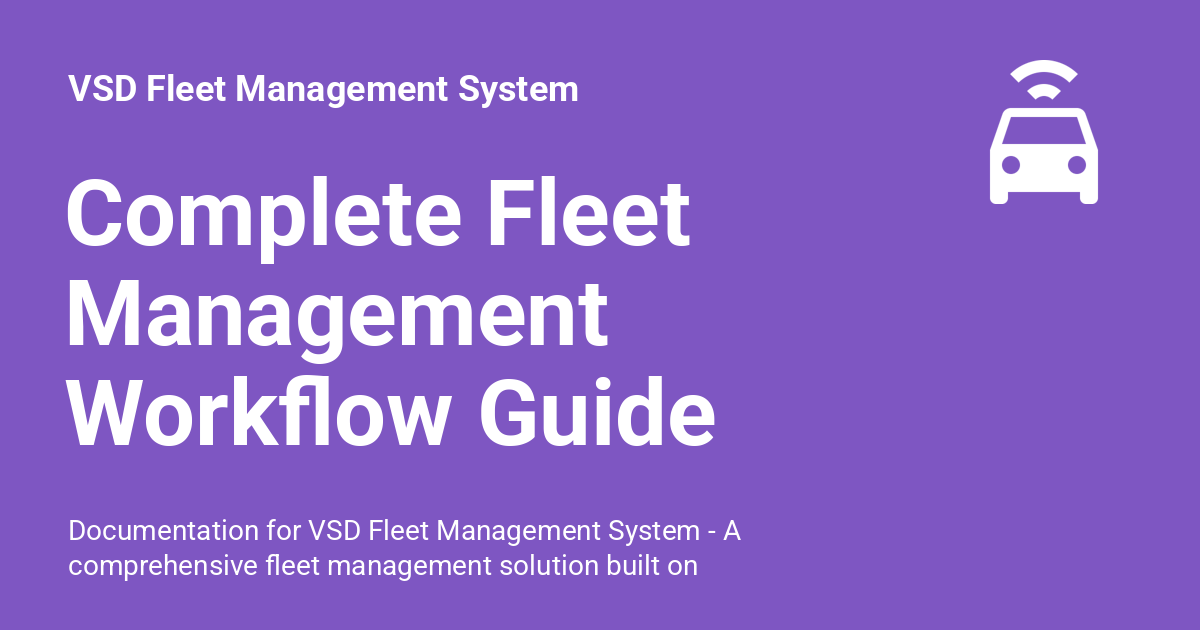 VSD Fleet Management System
Complete Fleet
Management
Workflow Guide
Documentation for VSD Fleet Management System - A
comprehensive fleet management solution built on